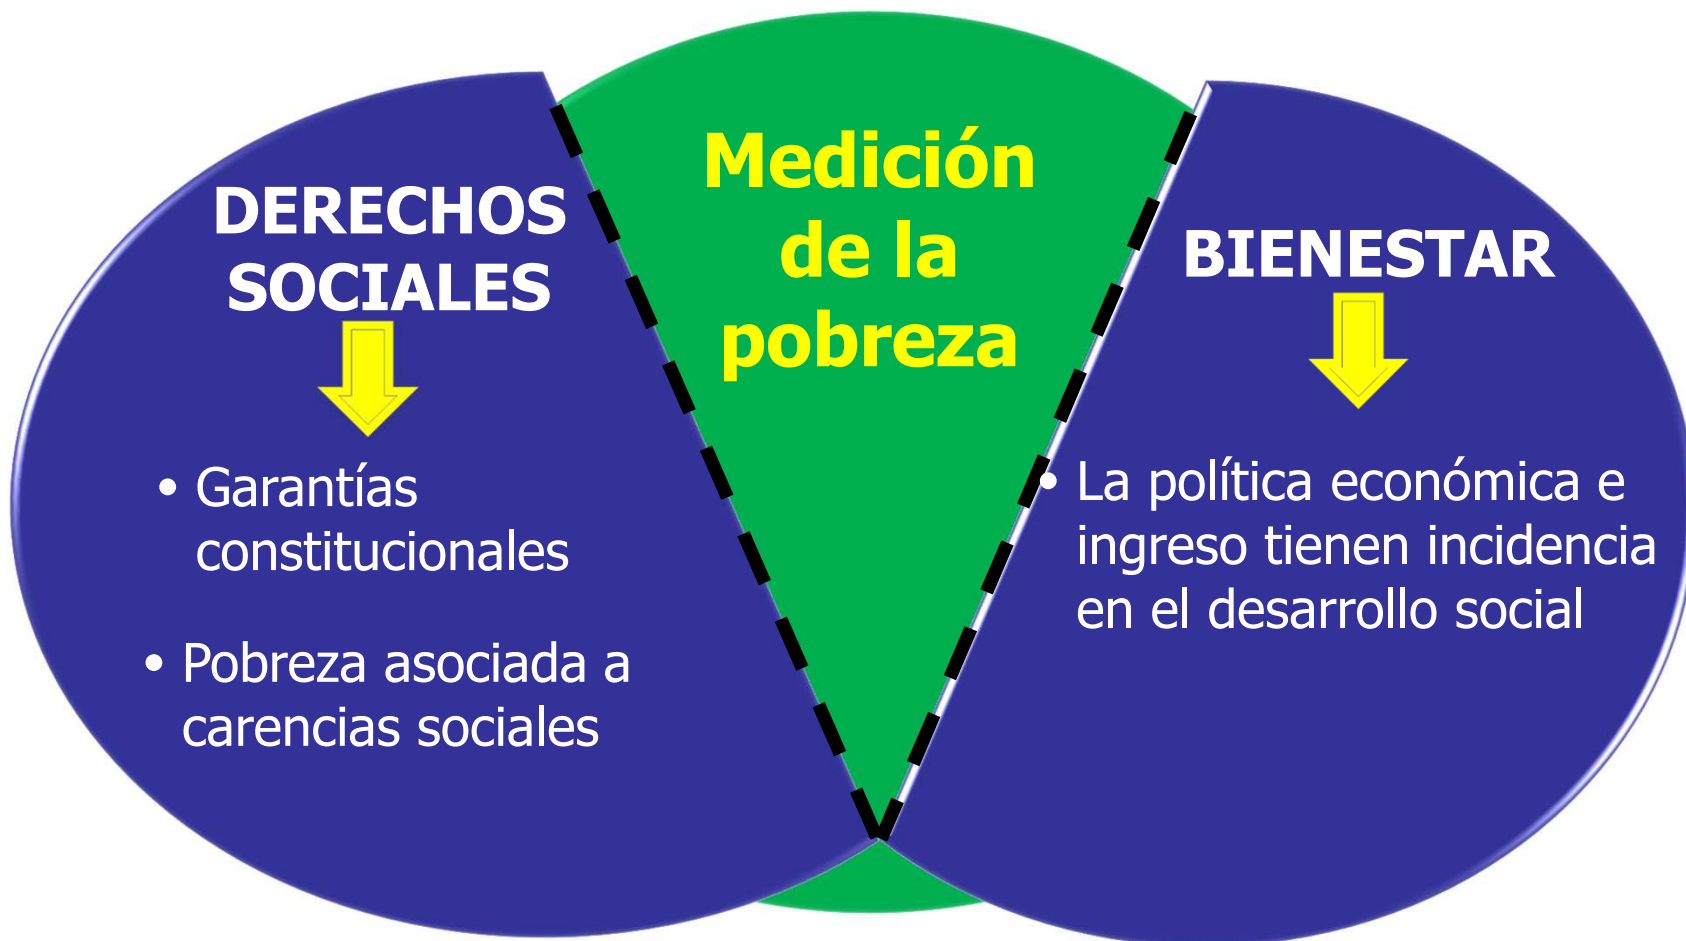 DERECHOS
SOCIALES
• Garantías
constitucionales
• Pobreza asociada a
carencias sociales
Medición
de la
pobreza
BIENESTAR
• La política económica e
ingreso tienen incidencia
en el desarrollo social